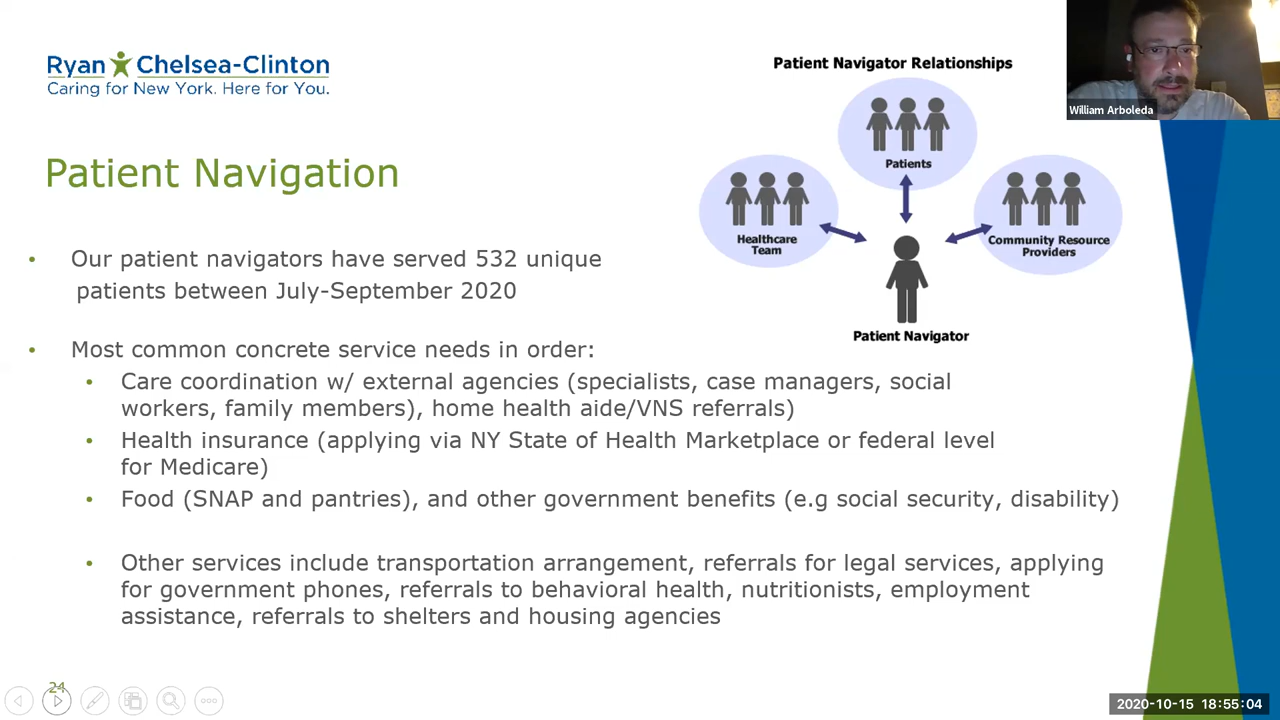 Ryan Chelsea-Clinton
Caring for New York. Here for You.
Patient Navigator Relationships
William Arboleda
Patients
Healthcare
Team
Community Resource
Providers
Patient Navigator
Patient Navigation
• Our patient navigators have served 532 unique
patients between July-September 2020
• Most common concrete service needs in order:
• Care coordination w/ external agencies (specialists, case managers, social
workers, family members), home health aide/VNS referrals)
• Health insurance (applying via NY State of Health Marketplace or federal level
for Medicare)
• Food (SNAP and pantries), and other government benefits (e.g social security, disability)
• Other services include transportation arrangement, referrals for legal services, applying
for government phones, referrals to behavioral health, nutritionists, employment
assistance, referrals to shelters and housing agencies
24
2020-10-15 18:55:04